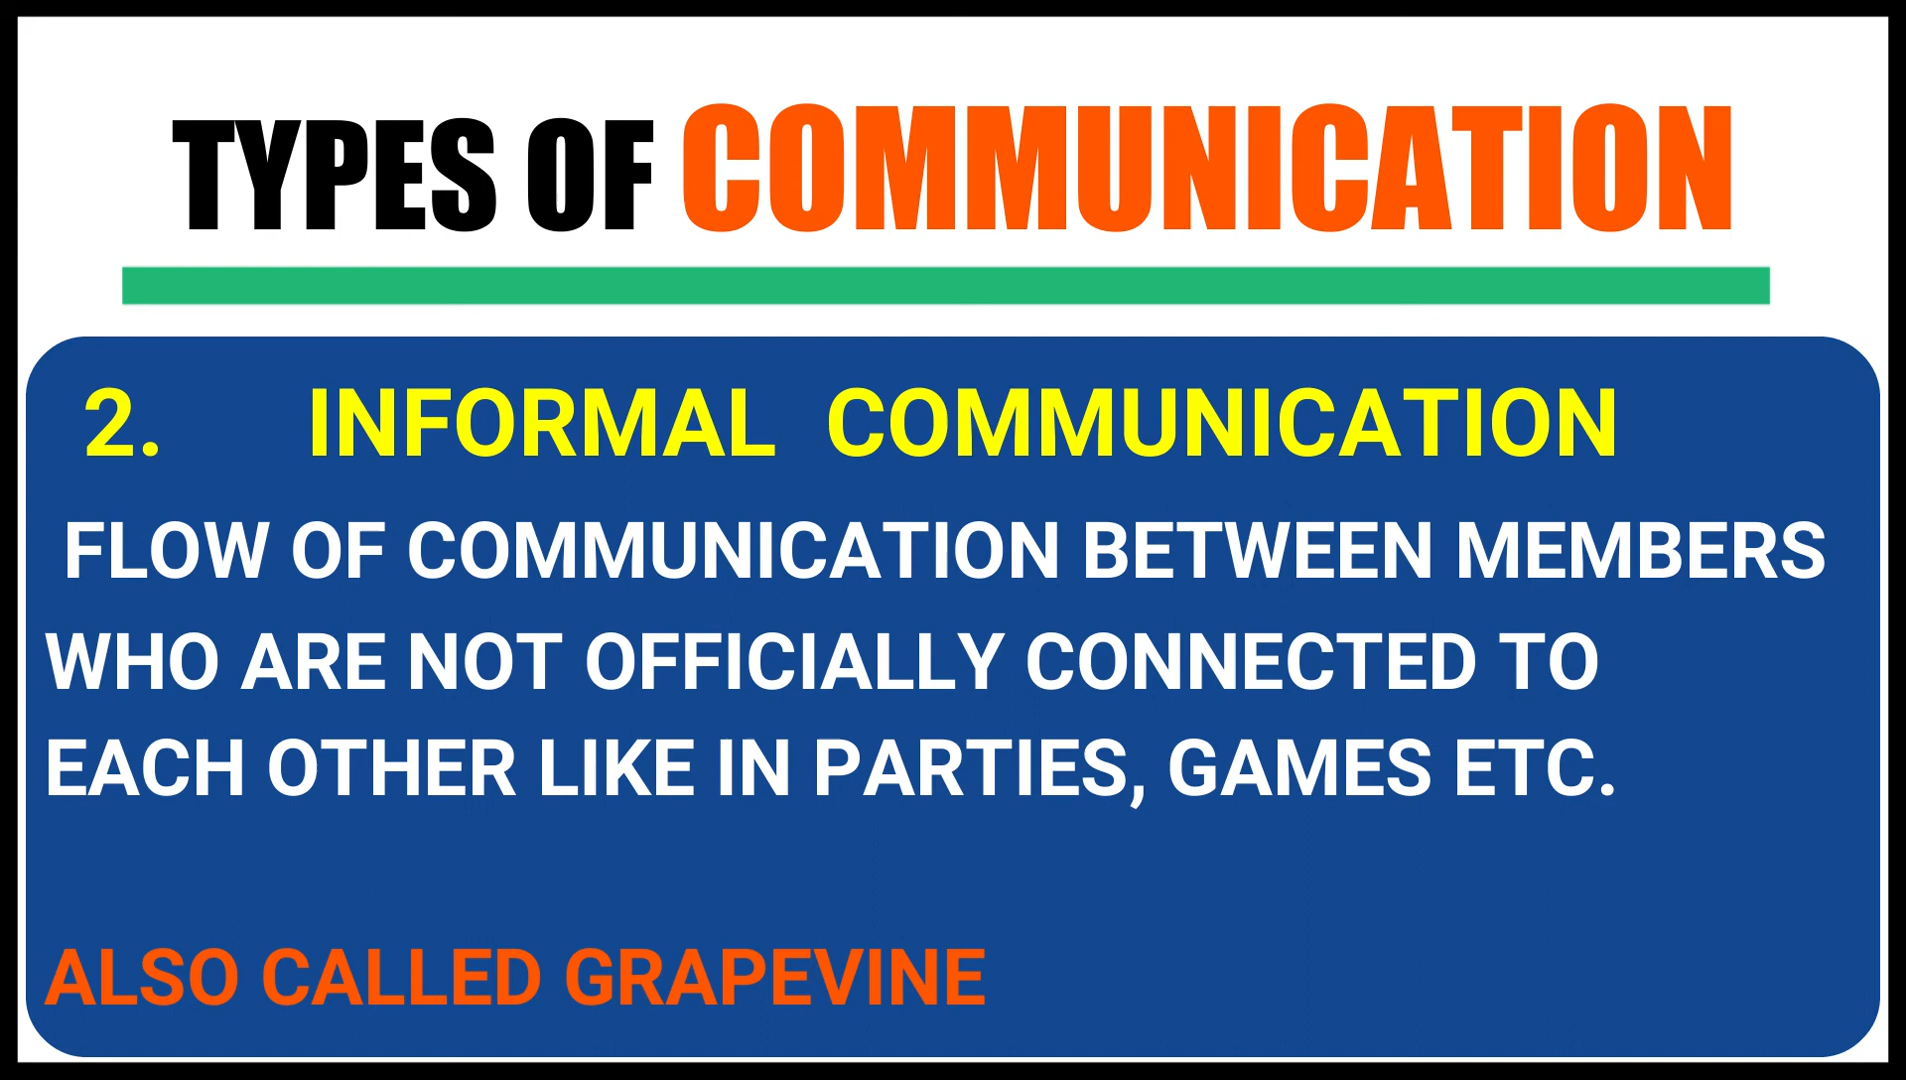 TYPES OF COMMUNICATION
2. INFORMAL COMMUNICATION
FLOW OF COMMUNICATION BETWEEN MEMBERS
WHO ARE NOT OFFICIALLY CONNECTED TO
EACH OTHER LIKE IN PARTIES, GAMES ETC.
ALSO CALLED GRAPEVINE